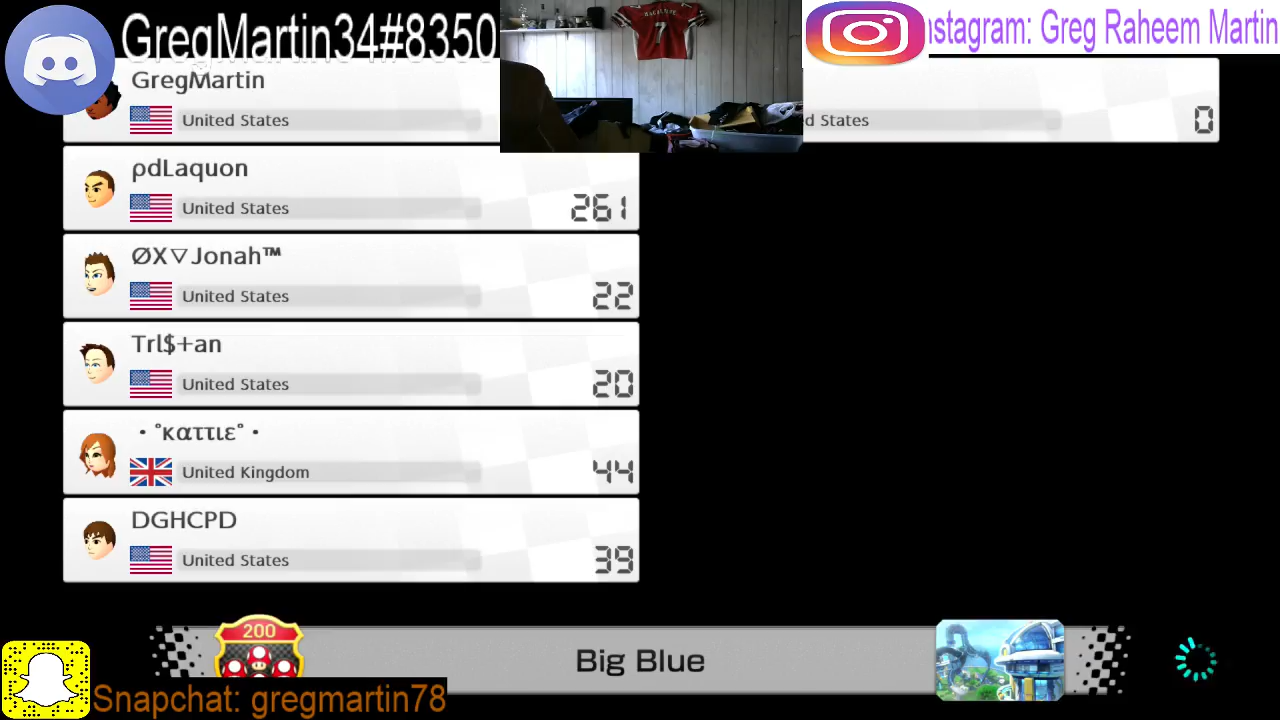 GregMartin34#8350
nstagram: Greg Raheem Martin
GregMartin
United States
d States
0
ρdLaquon
United States
261
ØX▽Jonah™
United States
22
Trl$+an
United States
20
・˚καττιε˚・
United Kingdom
44
DGHCPD
United States
39
200
Big Blue
Snapchat: gregmartin78
7